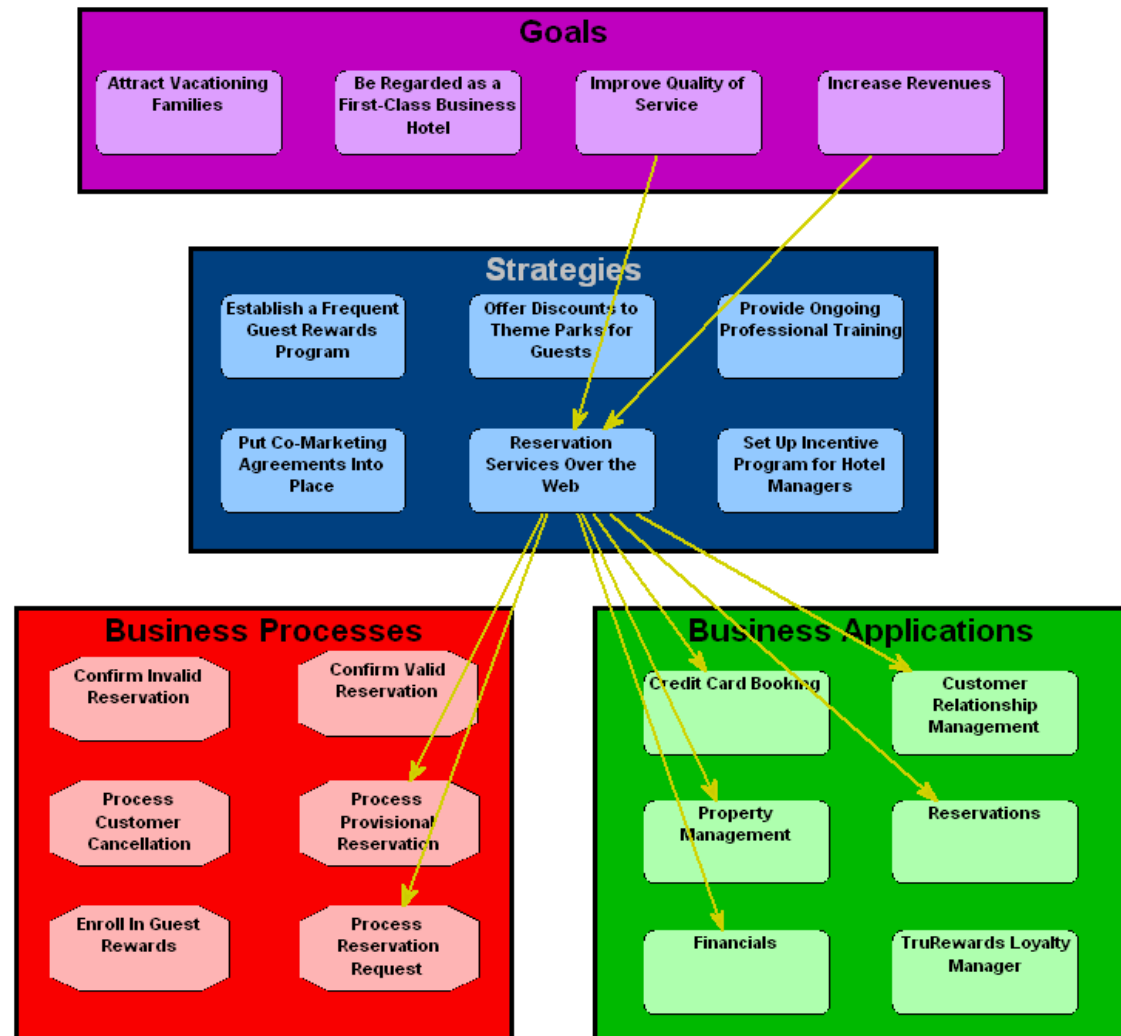 Goals
Attract Vacationing
Families
Be Regarded as a
First-Class Business
Hotel
Improve Quality of
Service
Increase Revenues
Strategies
Establish a Frequent
Guest Rewards
Program
Offer Discounts to
Theme Parks for
Guests
Provide Ongoing
Professional Training
Put Co-Marketing
Agreements Into
Place
Reservation
Services Over the
Web
Set Up Incentive
Program for Hotel
Managers
Business Processes
Confirm Invalid
Reservation
Confirm Valid
Reservation
Process
Customer
Cancellation
Process
Provisional
Reservation
Enroll In Guest
Rewards
Process
Reservation
Request
Business Applications
Credit Card Booking
Customer
Relationship
Management
Property
Management
Reservations
Financials
TruRewards Loyalty
Manager